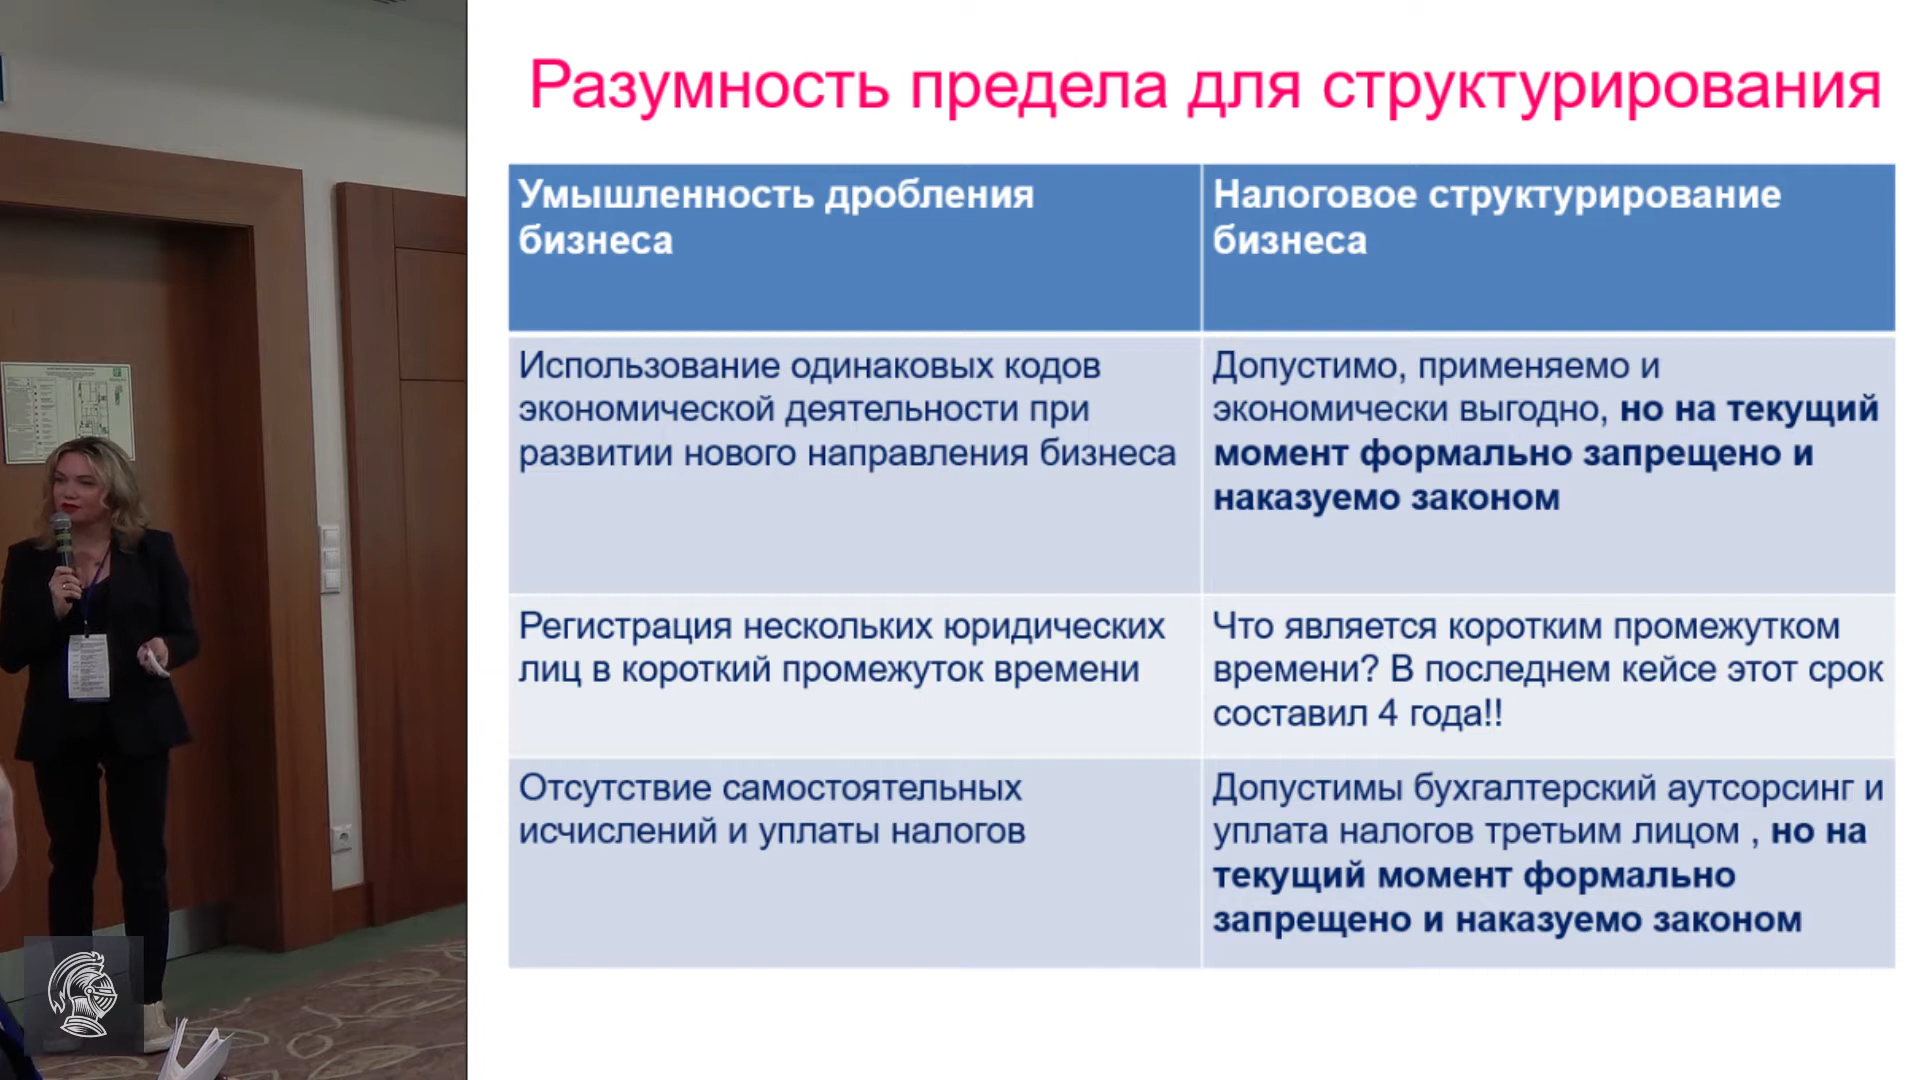 Разумность предела для структурирования
Умышленность дробления
бизнеса
Налоговое структурирование
бизнеса
Использование одинаковых кодов
экономической деятельности при
развитии нового направления бизнеса
Допустимо, применяемо и
экономически выгодно, но на текущий
момент формально запрещено и
наказуемо законом
Регистрация нескольких юридических
лиц в короткий промежуток времени
Что является коротким промежутком
времени? В последнем кейсе этот срок
составил 4 года!!
Отсутствие самостоятельных
исчислений и уплаты налогов
Допустимы бухгалтерский аутсорсинг и
уплата налогов третьим лицом , но на
текущий момент формально
запрещено и наказуемо законом